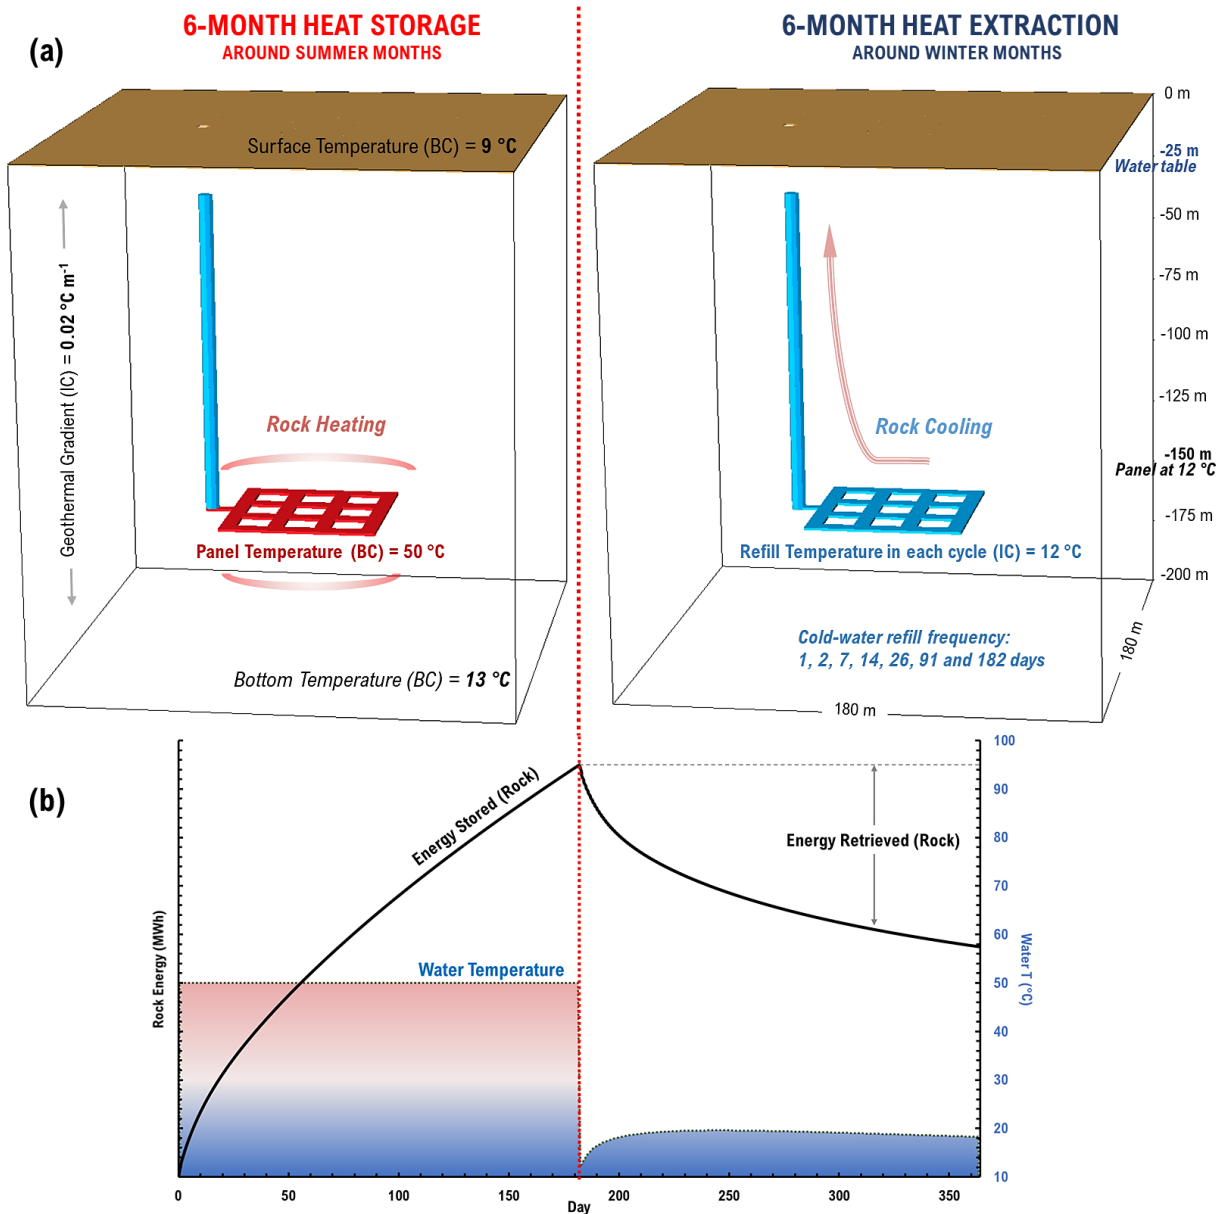 6-MONTH HEAT STORAGE
AROUND SUMMER MONTHS
6-MONTH HEAT EXTRACTION
AROUND WINTER MONTHS
(a)
Surface Temperature (BC) = 9 °C
Geothermal Gradient (IC) = 0.02 °C m-1
Rock Heating
Panel Temperature (BC) = 50 °C
Bottom Temperature (BC) = 13 °C
0 m
-25 m
Water table
-50 m
-75 m
-100 m
-125 m
-150 m
Panel at 12 °C
-175 m
-200 m
Rock Cooling
Refill Temperature in each cycle (IC) = 12 °C
Cold-water refill frequency:
1, 2, 7, 14, 26, 91 and 182 days
180 m
180 m
(b)
Rock Energy (MWh)
Energy Stored (Rock)
Energy Retrieved (Rock)
Water Temperature
100
90
80
70
60
50
40
30
20
10
Water T (°C)
0
50
100
150
200
250
300
350
Day